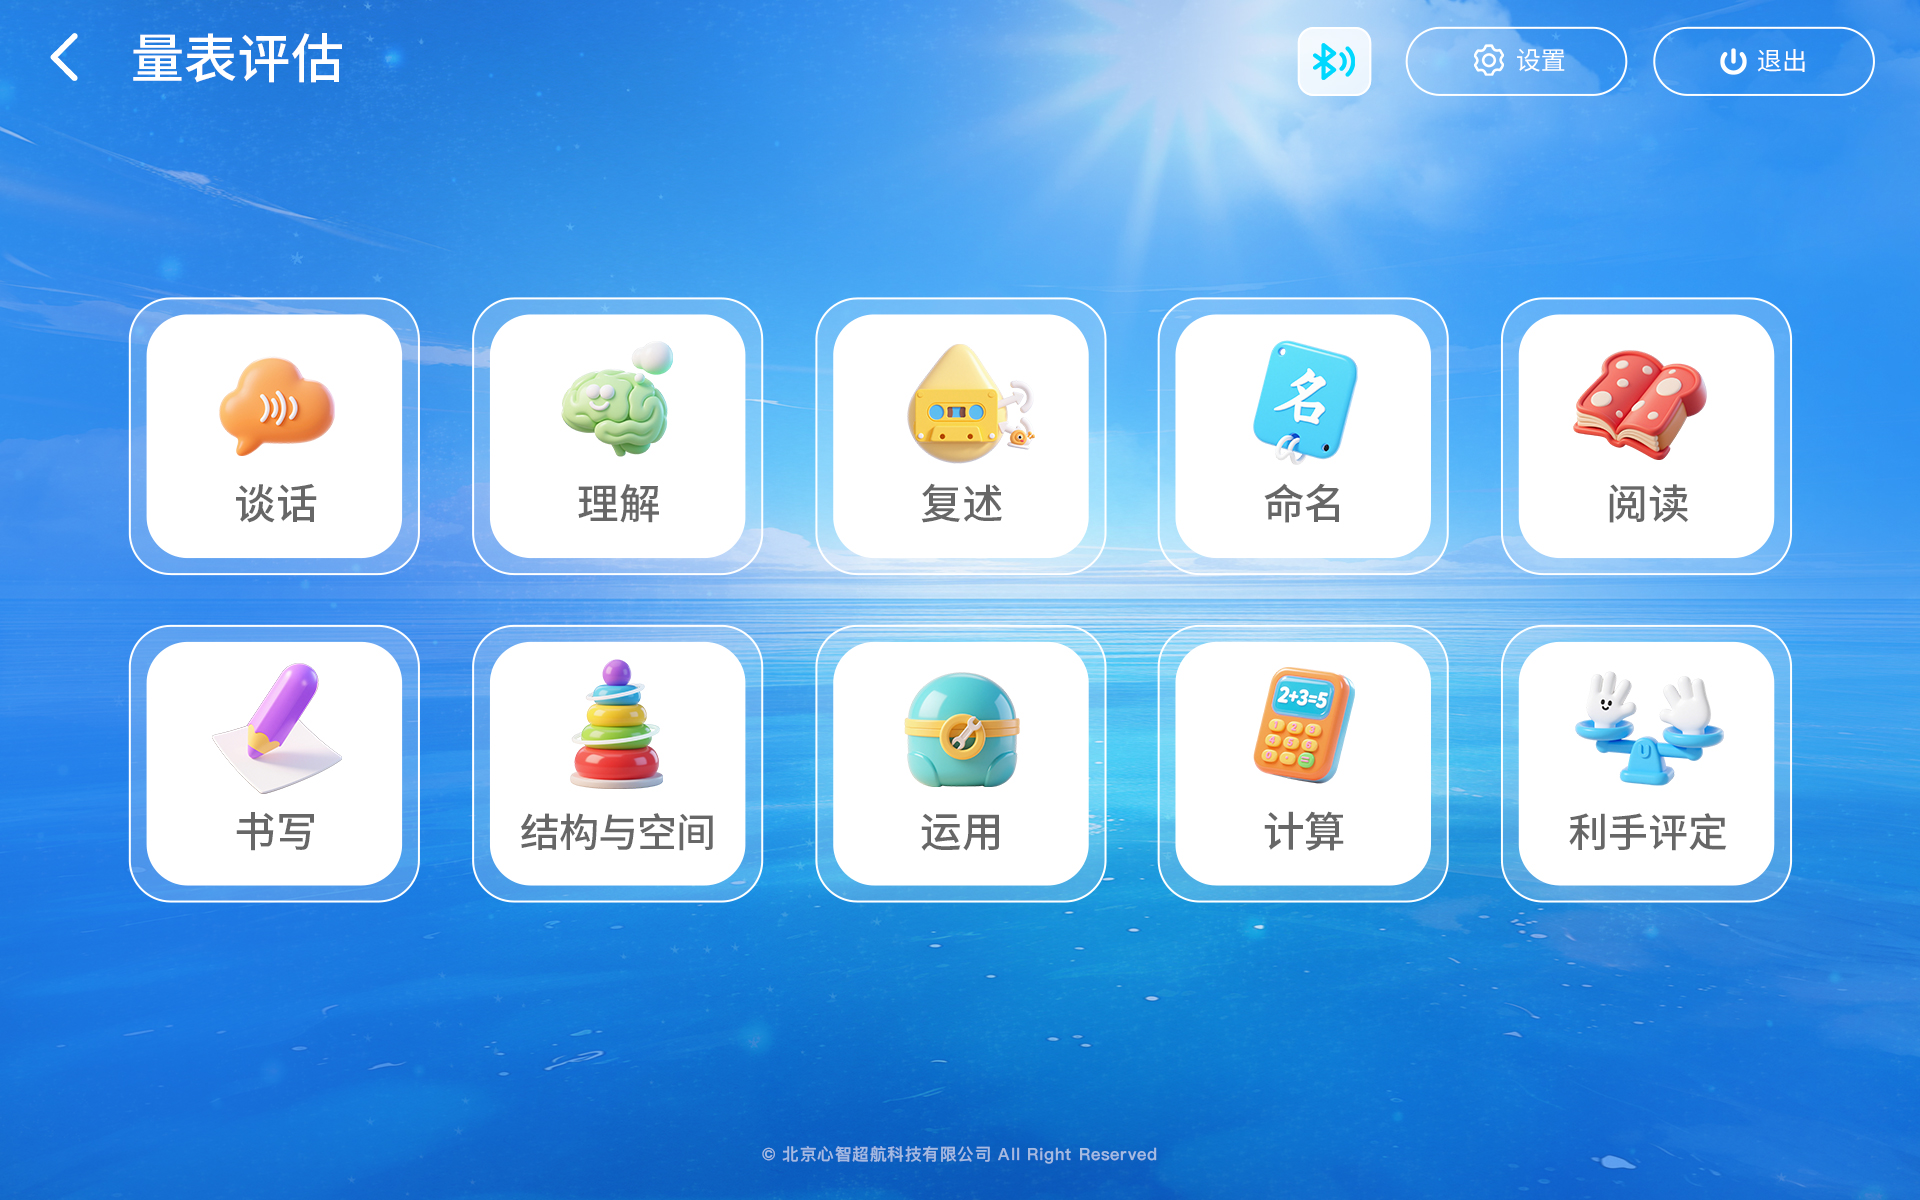 量表评估
设置
退出
谈话
理解
复述
名
命名
阅读
书写
结构与空间
运用
2+3=5
计算
利手评定
© 北京心智超航科技有限公司 All Right Reserved